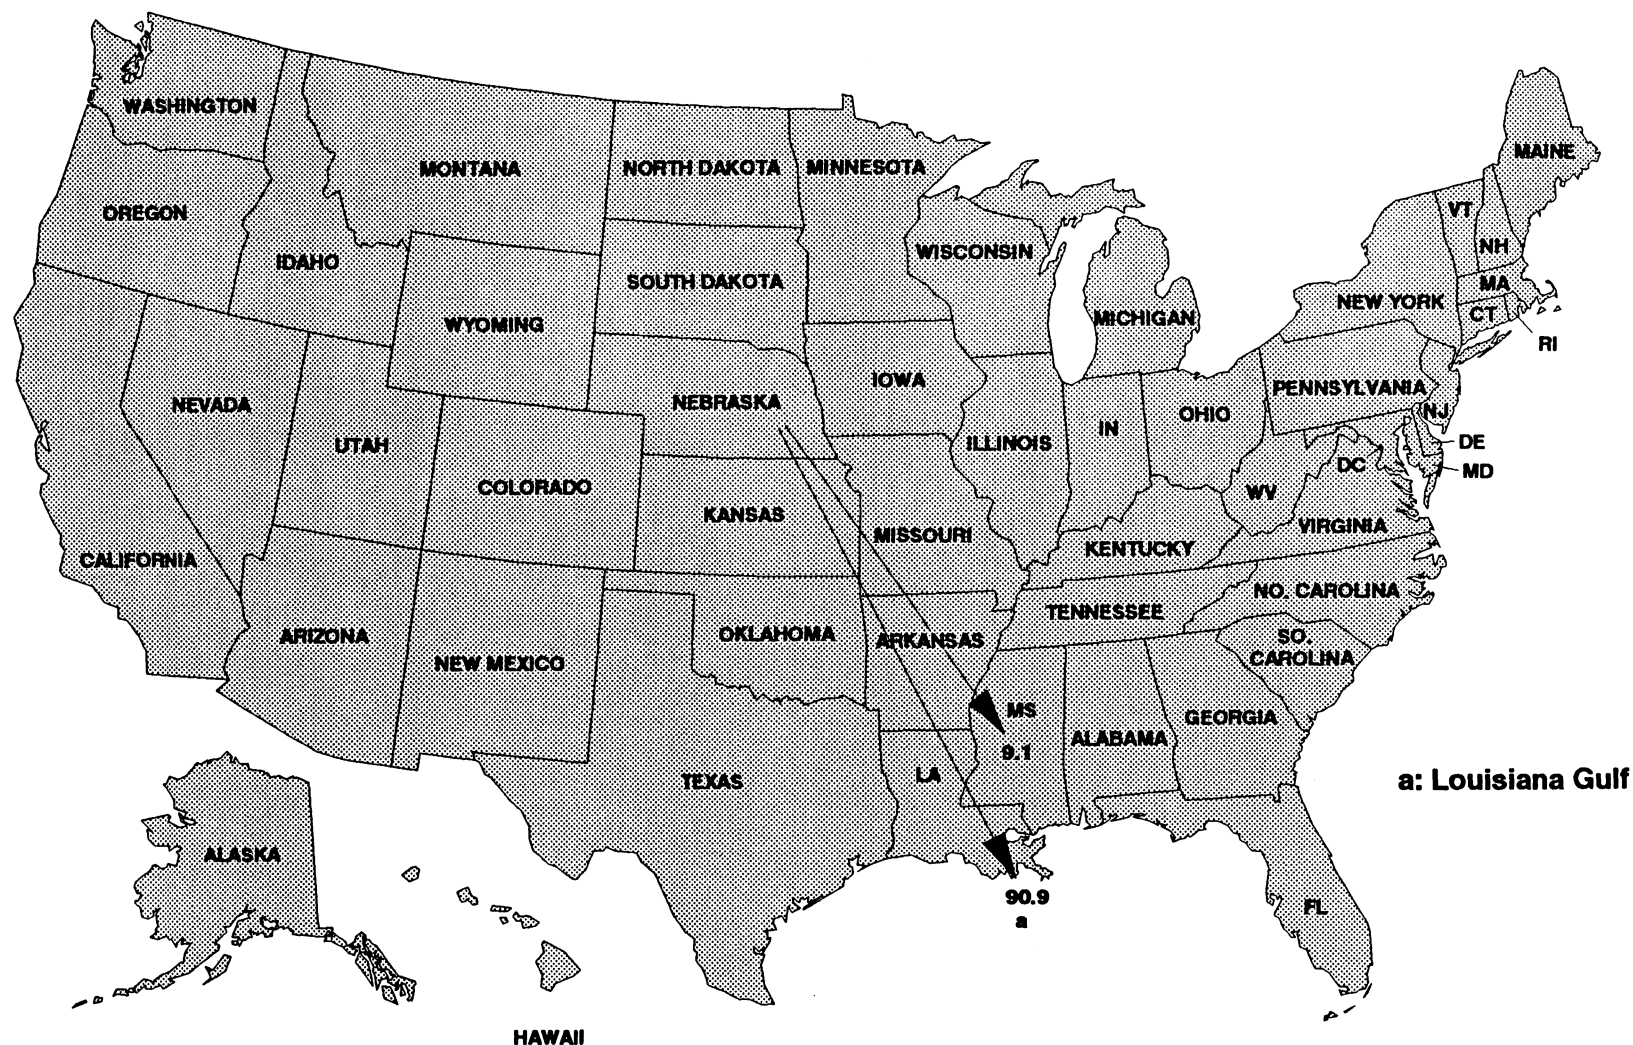 WASHINGTON
MONTANA
NORTH DAKOTA
MINNESOTA
MAINE
OREGON
VT
IDAHO
WISCONSIN
NH
SOUTH DAKOTA
MA
WYOMING
MICHIGAN
NEW YORK
CT
RI
IOWA
PENNSYLVANIA
NEVADA
NEBRASKA
OHIO
NJ
UTAH
ILLINOIS
IN
DE
DC
MD
COLORADO
KANSAS
WV
MISSOURI
VIRGINIA
CALIFORNIA
KENTUCKY
NO. CAROLINA
TENNESSEE
ARIZONA
OKLAHOMA
ARKANSAS
SO.
CAROLINA
NEW MEXICO
MS
GEORGIA
ALABAMA
9.1
TEXAS
LA
a: Louisiana Gulf
ALASKA
90.9
a
FL
HAWAII